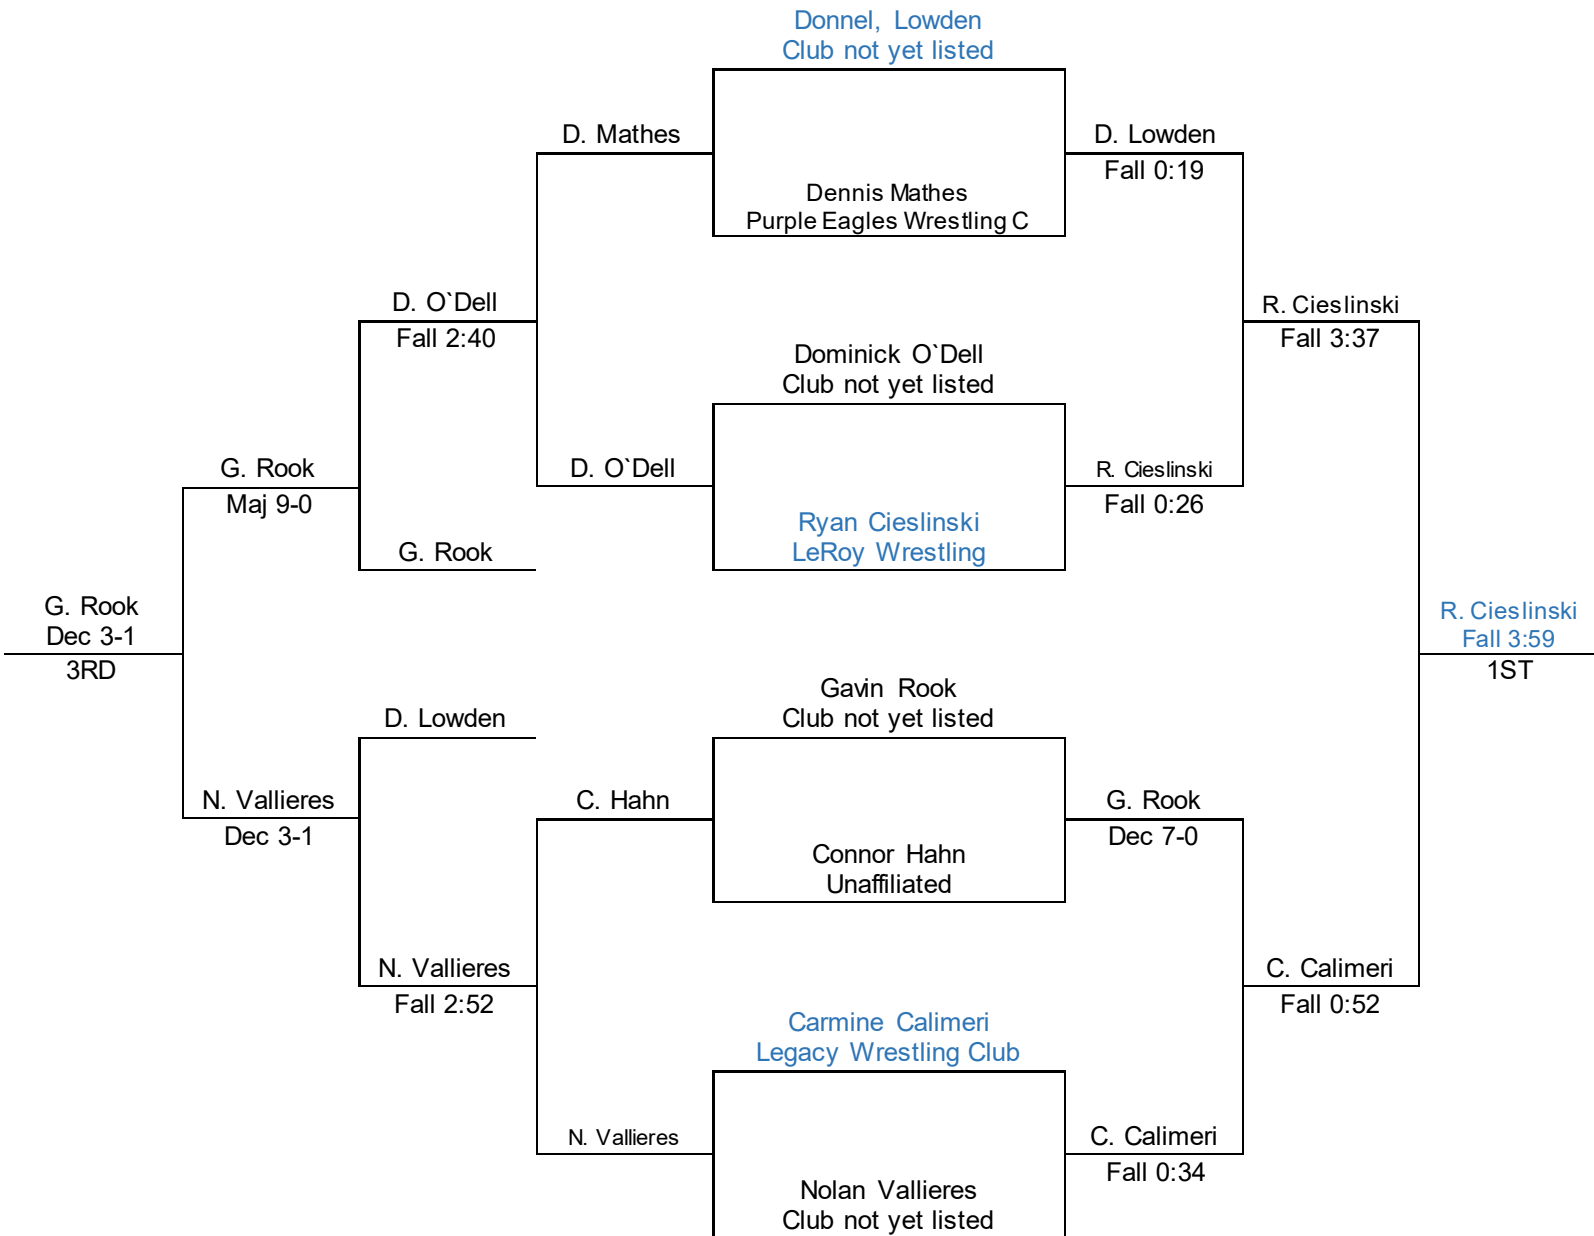 Donnel, Lowden
Club not yet listed
D. Mathes
D. Lowden
Fall 0:19
Dennis Mathes
Purple Eagles Wrestling C
D. O`Dell
Fall 2:40
R. Cieslinski
Fall 3:37
Dominick O`Dell
Club not yet listed
G. Rook
Maj 9-0
D. O`Dell
R. Cieslinski
Fall 0:26
Ryan Cieslinski
LeRoy Wrestling
G. Rook
G. Rook
Dec 3-1
3RD
R. Cieslinski
Fall 3:59
1ST
Gavin Rook
Club not yet listed
D. Lowden
N. Vallieres
Dec 3-1
C. Hahn
G. Rook
Dec 7-0
Connor Hahn
Unaffiliated
N. Vallieres
Fall 2:52
C. Calimeri
Fall 0:52
Carmine Calimeri
Legacy Wrestling Club
N. Vallieres
C. Calimeri
Fall 0:34
Nolan Vallieres
Club not yet listed